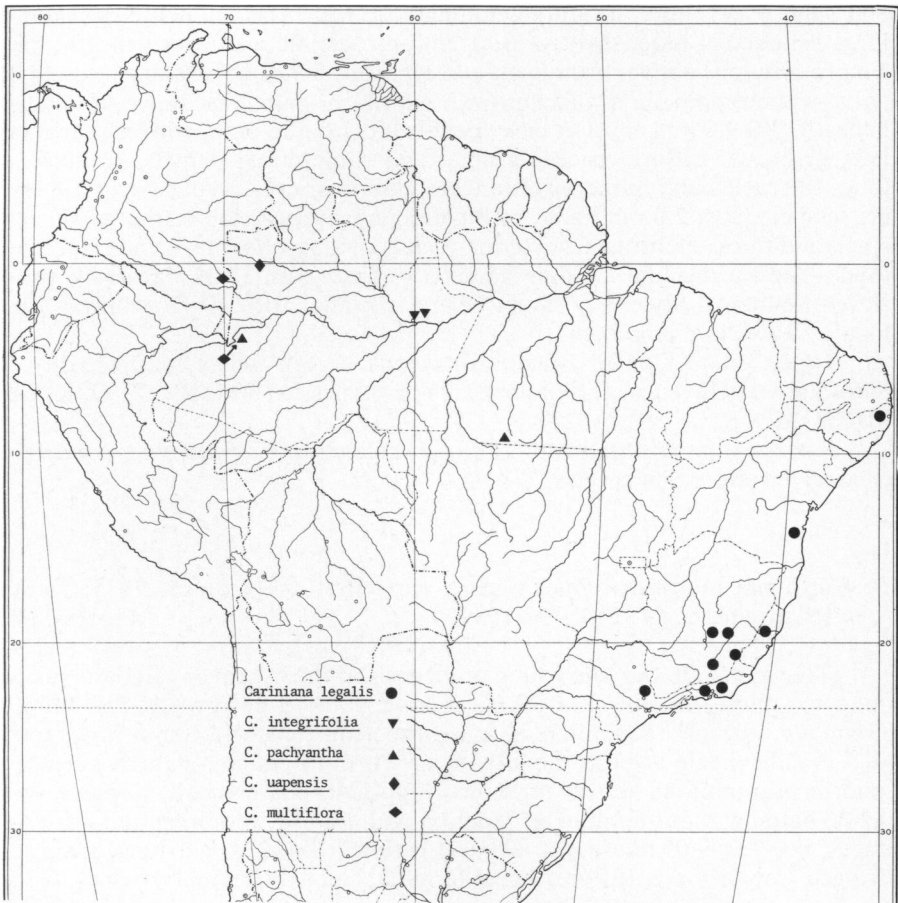 80 70 60 50 40
10
10
0
0
10
10
20
20
Cariniana legalis
C. integrifolia
C. pachyantha
C. uapensis
C. multiflora
30
30